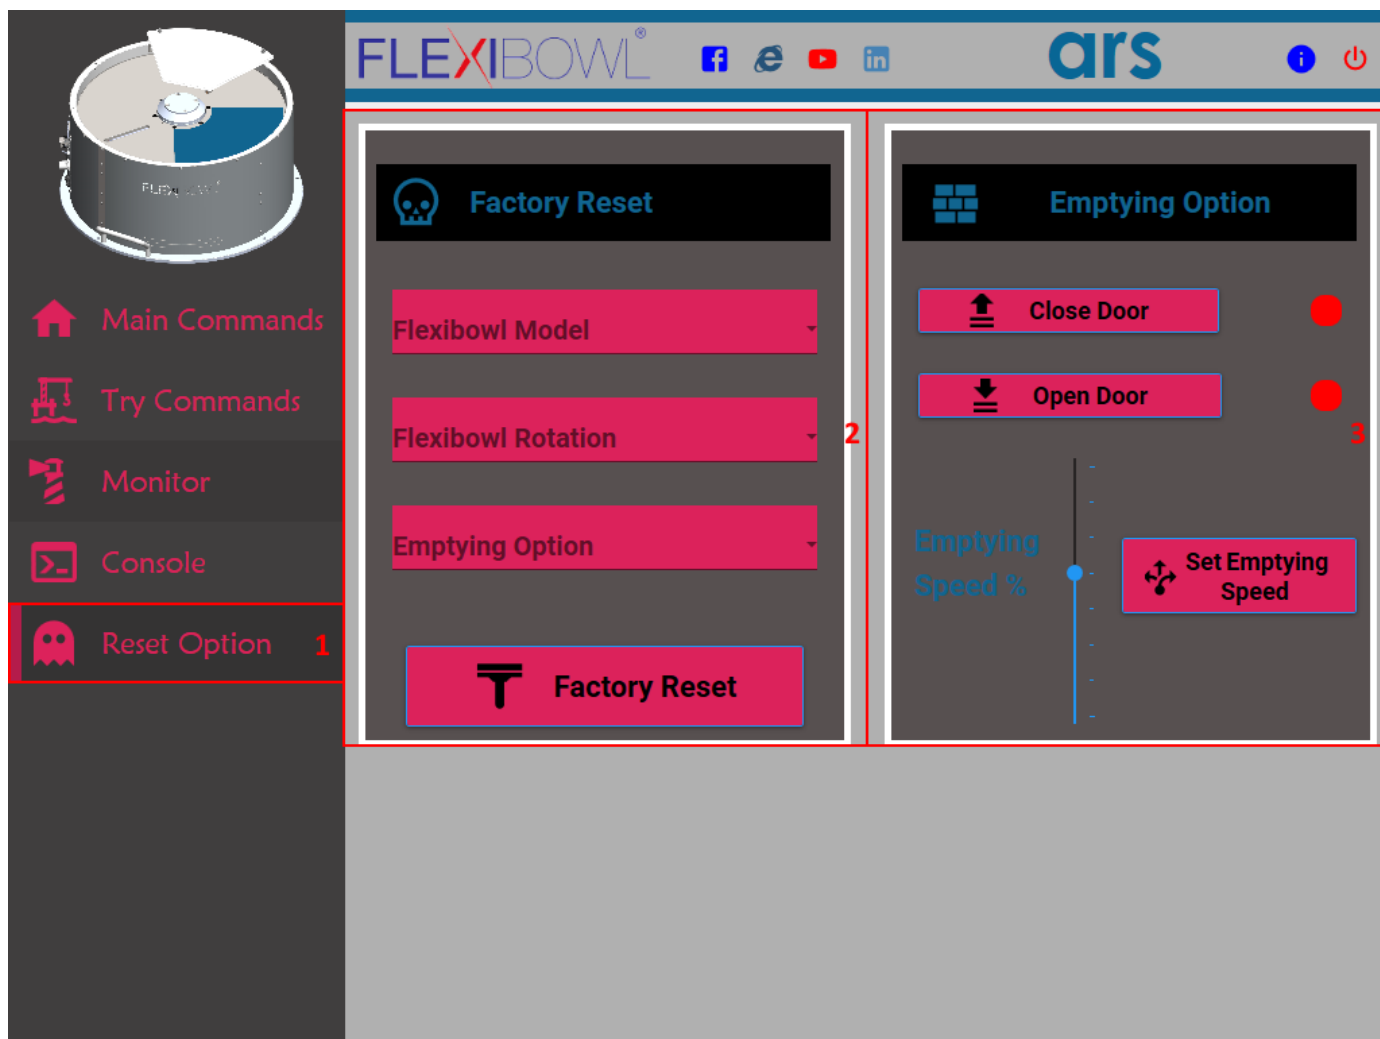 FLEXIBOWL®
ars
Factory Reset
Emptying Option
Main Commands
Try Commands
Monitor
Console
Reset Option 1
Flexibowl Model
Flexibowl Rotation
Emptying Option
Factory Reset
2
Close Door
Open Door
3
Emptying
Speed %
Set Emptying
Speed